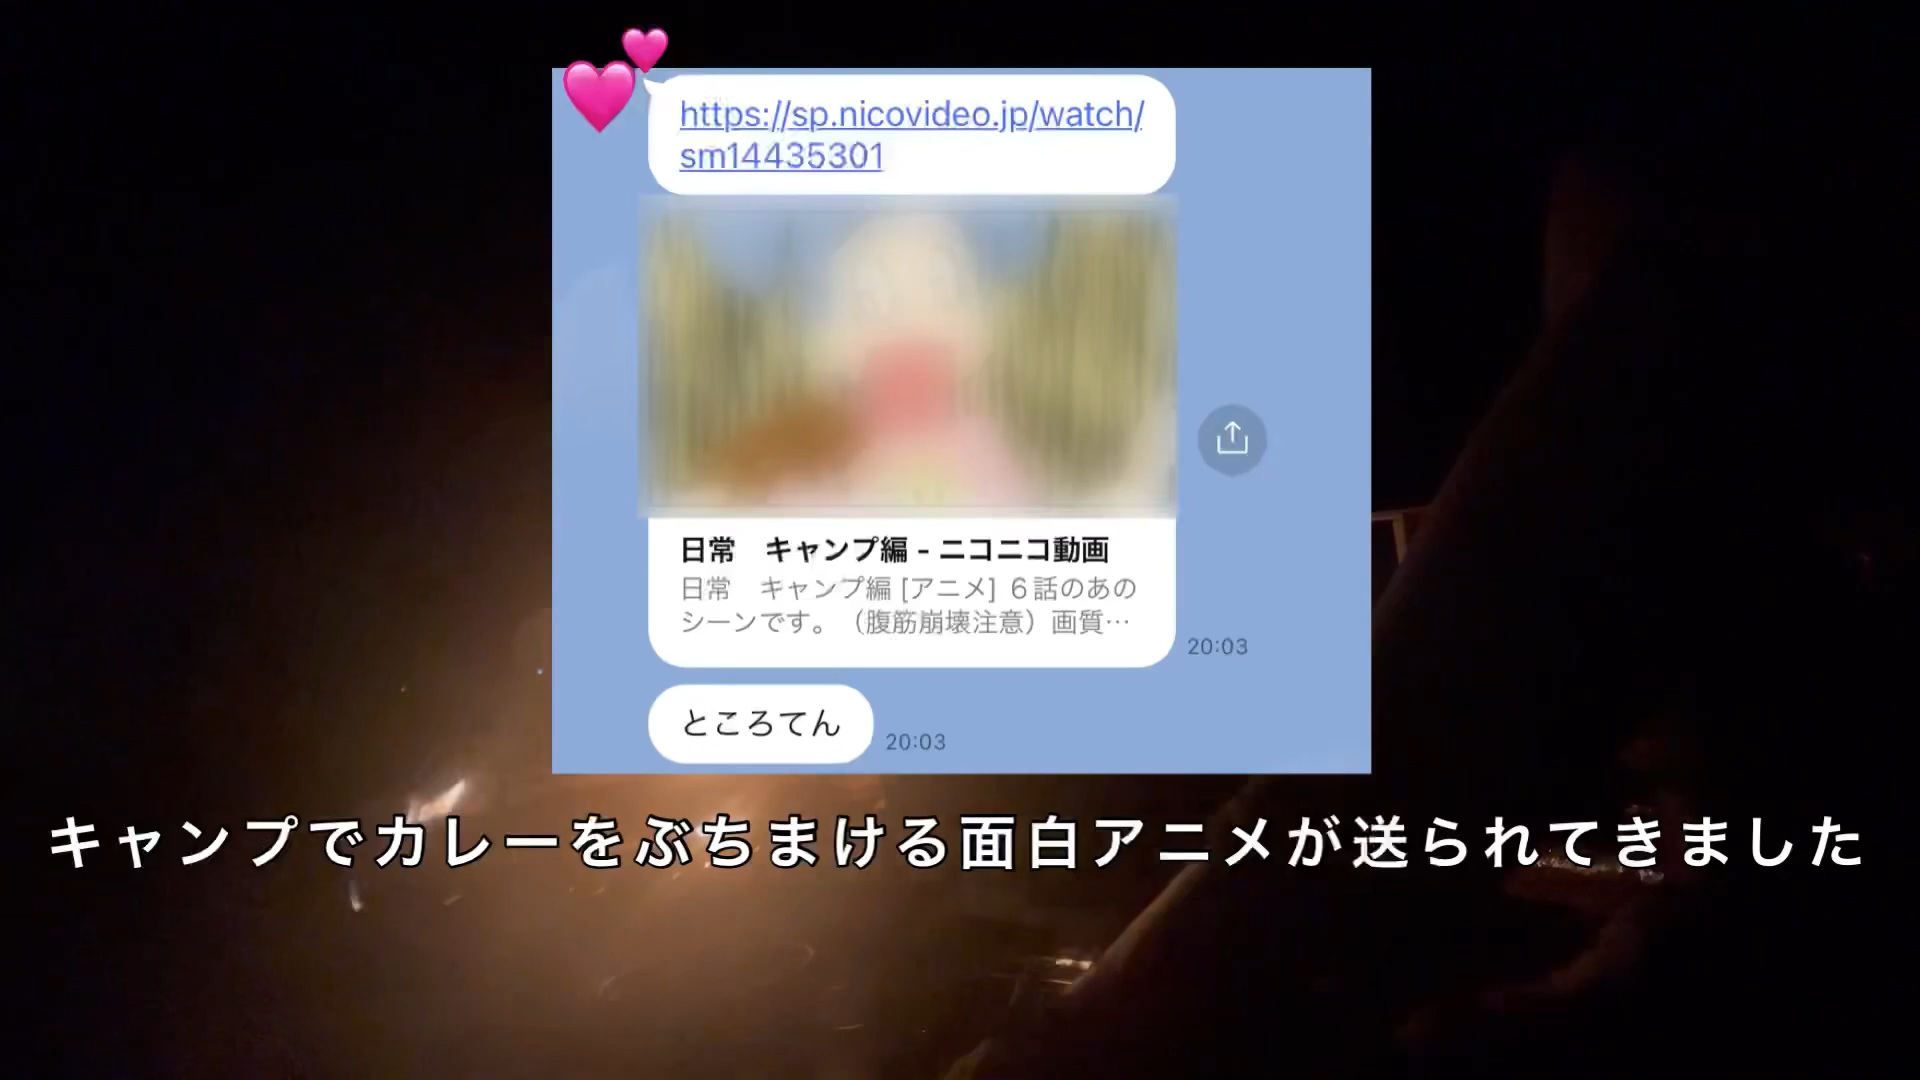 https://sp.nicovideo.jp/watch/
sm14435301
日常　キャンプ編 - ニコニコ動画
日常　キャンプ編 [アニメ] ６話のあの
シーンです。（腹筋崩壊注意）画質…
20:03
ところてん
20:03
キャンプでカレーをぶちまける面白アニメが送られてきました